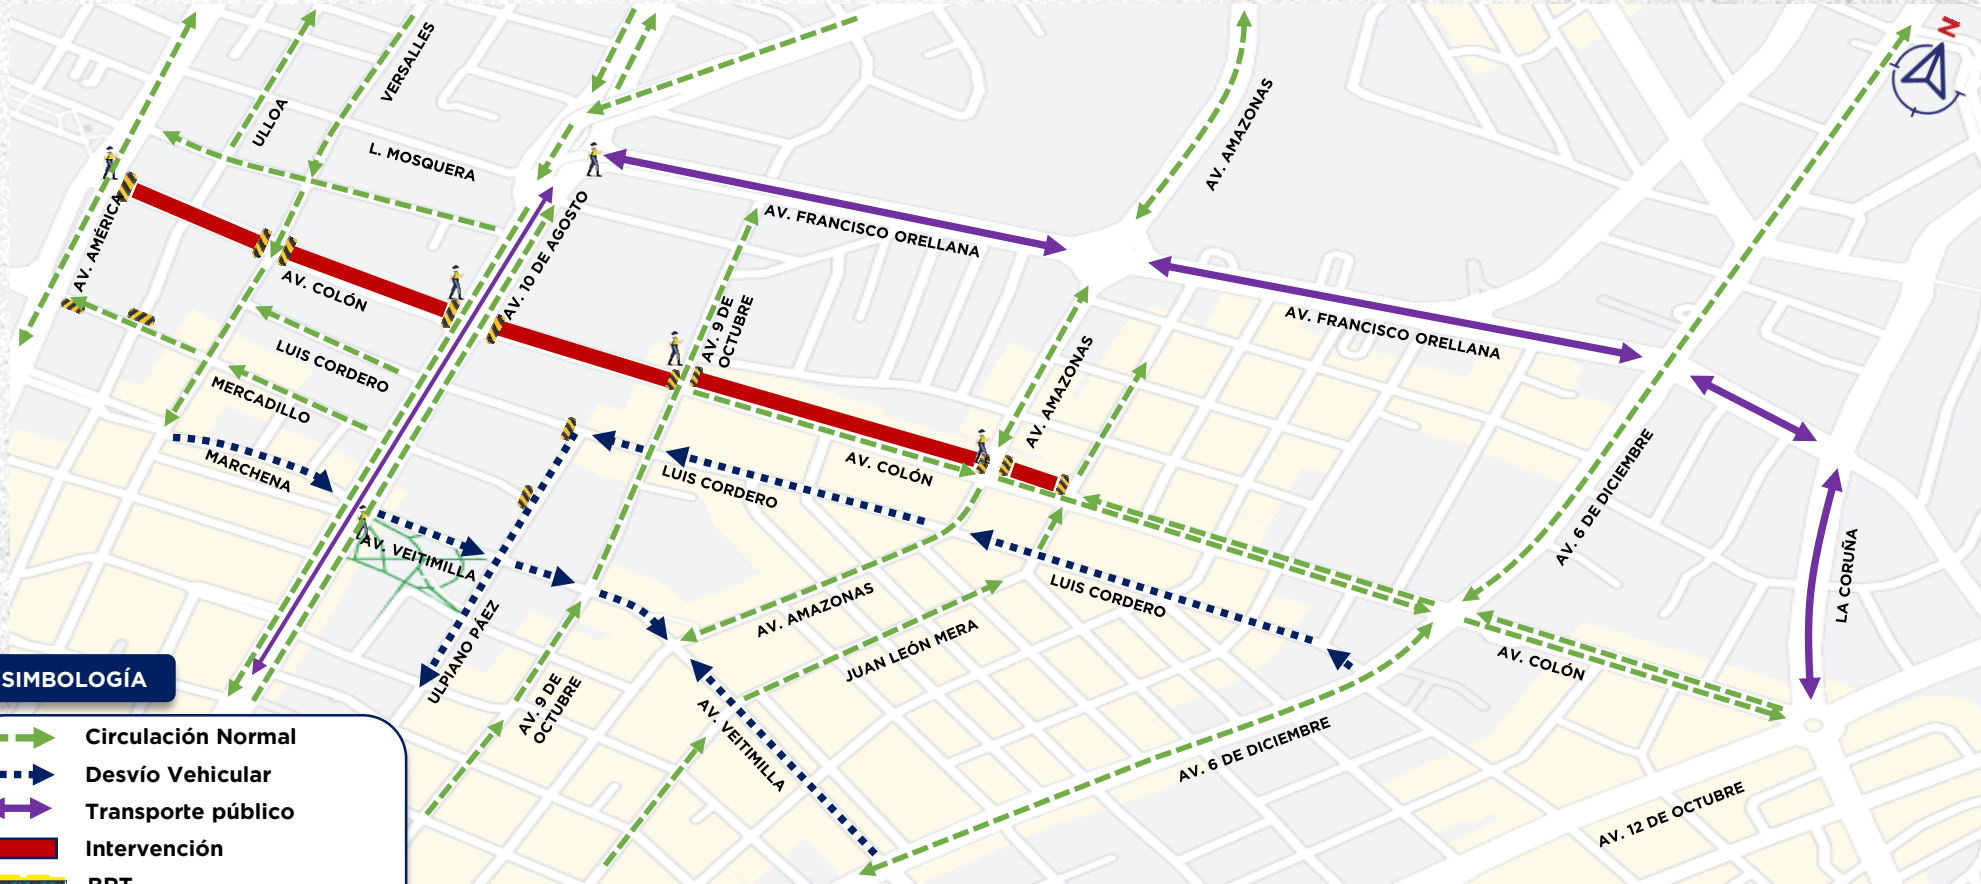 N
VERSALLES
ULLOA
L. MOSQUERA
AV. AMAZONAS
AV. AMÉRICA
AV. 10 DE AGOSTO
AV. FRANCISCO ORELLANA
AV. COLÓN
AV. 9 DE
OCTUBRE
AV. FRANCISCO ORELLANA
LUIS CORDERO
AV. AMAZONAS
MERCADILLO
MARCHENA
LUIS CORDERO
AV. COLÓN
AV. 6 DE DICIEMBRE
AV. VEITIMILLA
LA CORUÑA
LUIS CORDERO
AV. AMAZONAS
ULPIANO PÁEZ
JUAN LEÓN MERA
AV. COLÓN
AV. 9 DE
OCTUBRE
AV. VEITIMILLA
AV. 6 DE DICIEMBRE
AV. 12 DE OCTUBRE
SIMBOLOGÍA
Circulación Normal
Desvío Vehicular
Transporte público
Intervención